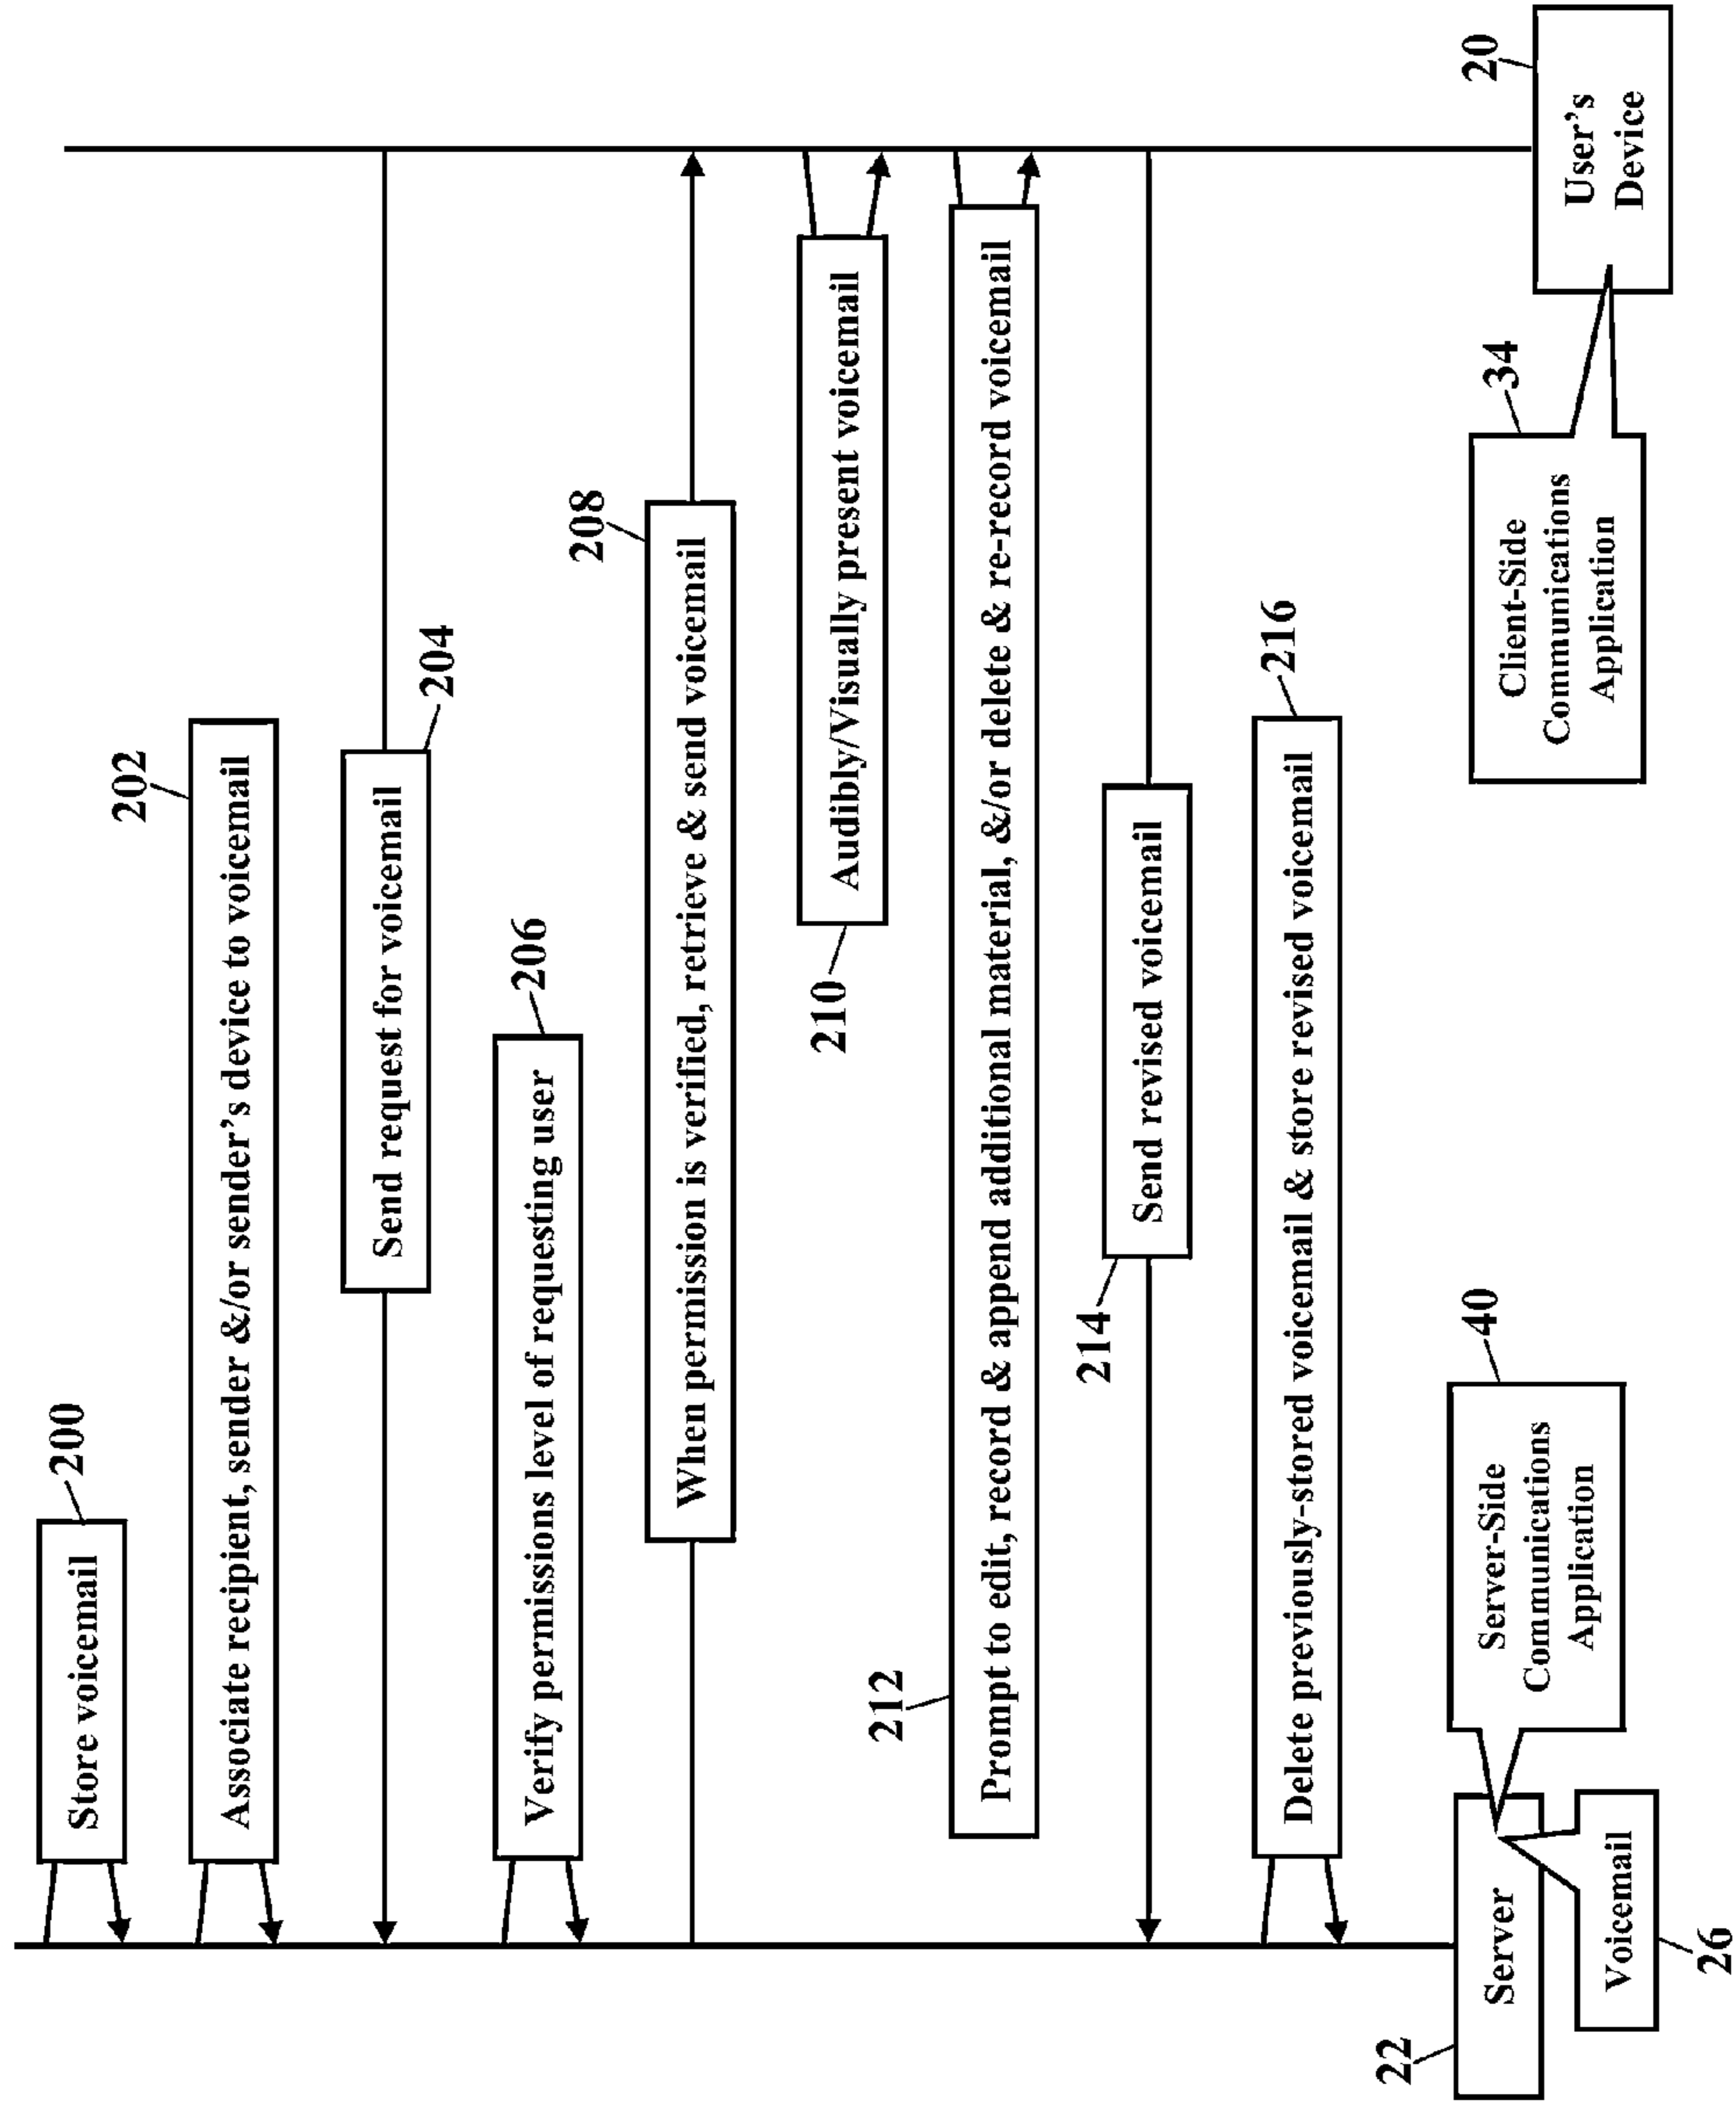 200
Store voicemail
202
Associate recipient, sender &/or sender's device to voicemail
Send request for voicemail
204
206
Verify permissions level of requesting user
208
When permission is verified, retrieve & send voicemail
Audibly/Visually present voicemail
210
212
Prompt to edit, record & append additional material, &/or delete & re-record voicemail
Send revised voicemail
214
216
Delete previously-stored voicemail & store revised voicemail
22
Server
Voicemail
26
40
Server-Side
Communications
Application
34
Client-Side
Communications
Application
20
User's
Device